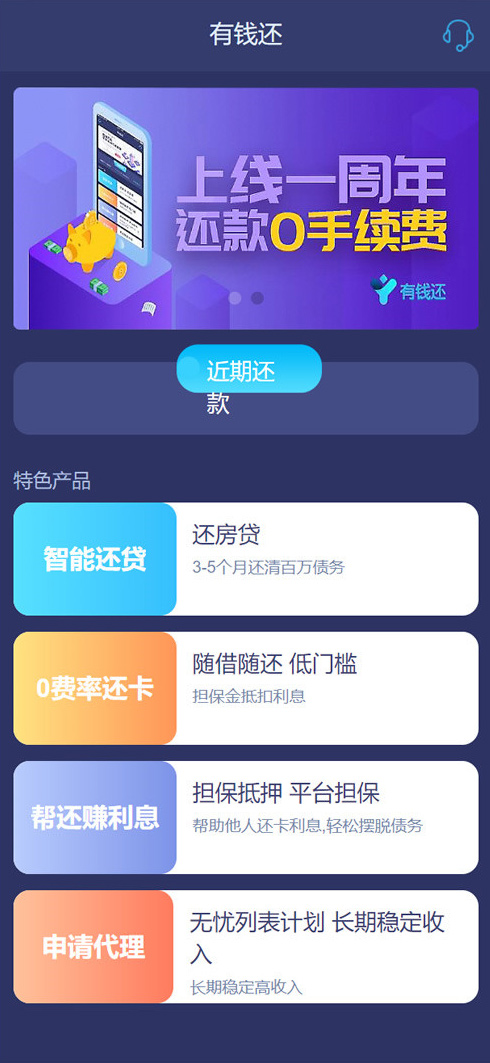 有钱还
上线一周年
还款0手续费
有钱还
近期还
款
特色产品
智能还贷
还房贷
3-5个月还清百万债务
0费率还卡
随借随还 低门槛
担保金抵扣利息
帮还赚利息
担保抵押 平台担保
帮助他人还卡利息,轻松摆脱债务
申请代理
无忧列表计划 长期稳定收
入
长期稳定高收入